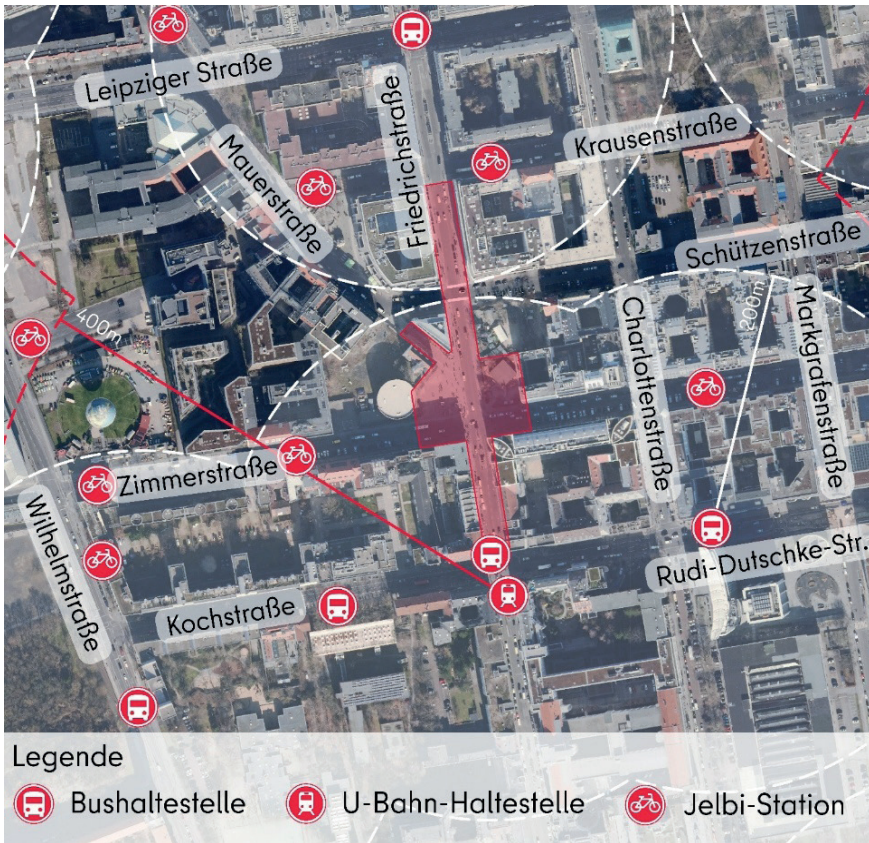 Leipziger Straße
Friedrichstraße
Krausenstraße
Mauerstraße
Schützenstraße
400m
200m
Charlottenstraße
Markgrafenstraße
Zimmerstraße
Wilhelmstraße
Rudi-Dutschke-Str.
Kochstraße
Legende
Bushaltestelle
U-Bahn-Haltestelle
Jelbi-Station